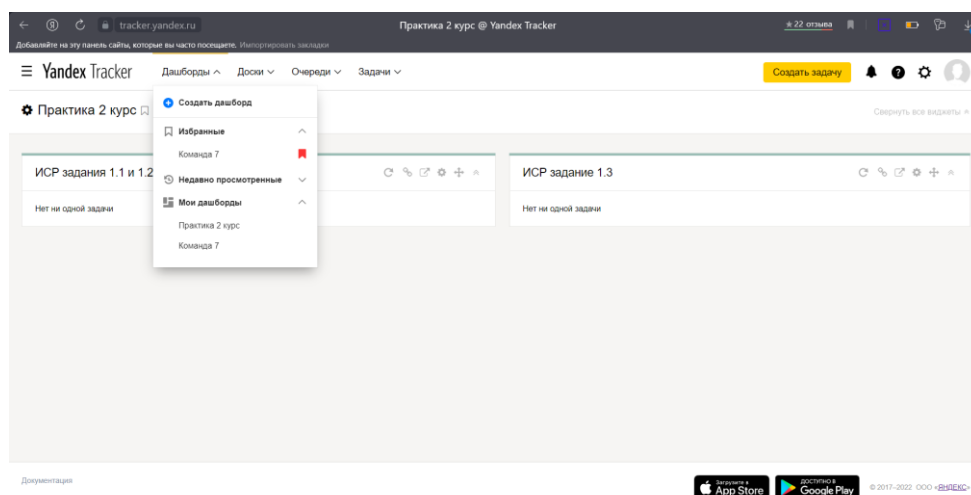 tracker.yandex.ru
Практика 2 курс @ Yandex Tracker
22 отзыва
Добавляйте на эту панель сайты, которые вы часто посещаете. Импортировать закладки
Yandex Tracker
Дашборды
Доски
Очереди
Задачи
Создать задачу
Практика 2 курс
Свернуть все виджеты
Создать дашборд
Избранные
Команда 7
Недавно просмотренные
Мои дашборды
Практика 2 курс
Команда 7
ИСР задания 1.1 и 1.2
Нет ни одной задачи
ИСР задание 1.3
Нет ни одной задачи
Документация
Загрузите в
App Store
ДОСТУПНО В
Google Play
© 2017–2022 ООО «ЯНДЕКС»